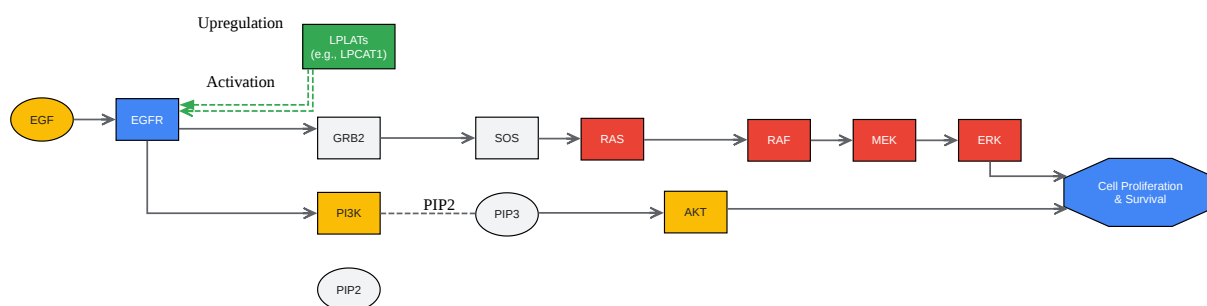 Upregulation
LPLATs
(e.g., LPCAT1)
Activation
EGF
EGFR
GRB2
SOS
RAS
RAF
MEK
ERK
Cell Proliferation
& Survival
PI3K
PIP2
PIP3
AKT
PIP2